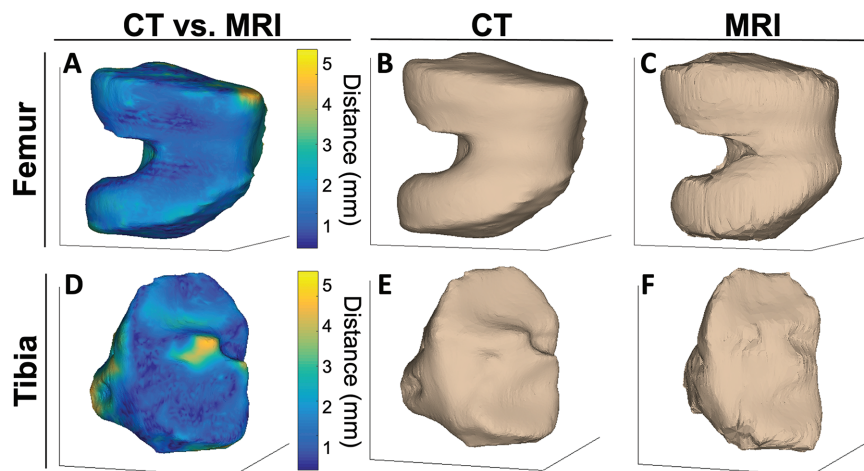 CT vs. MRI
CT
MRI
Femur
A
5
4
3
2
1
Distance (mm)
B
C
Tibia
D
5
4
3
2
1
Distance (mm)
E
F